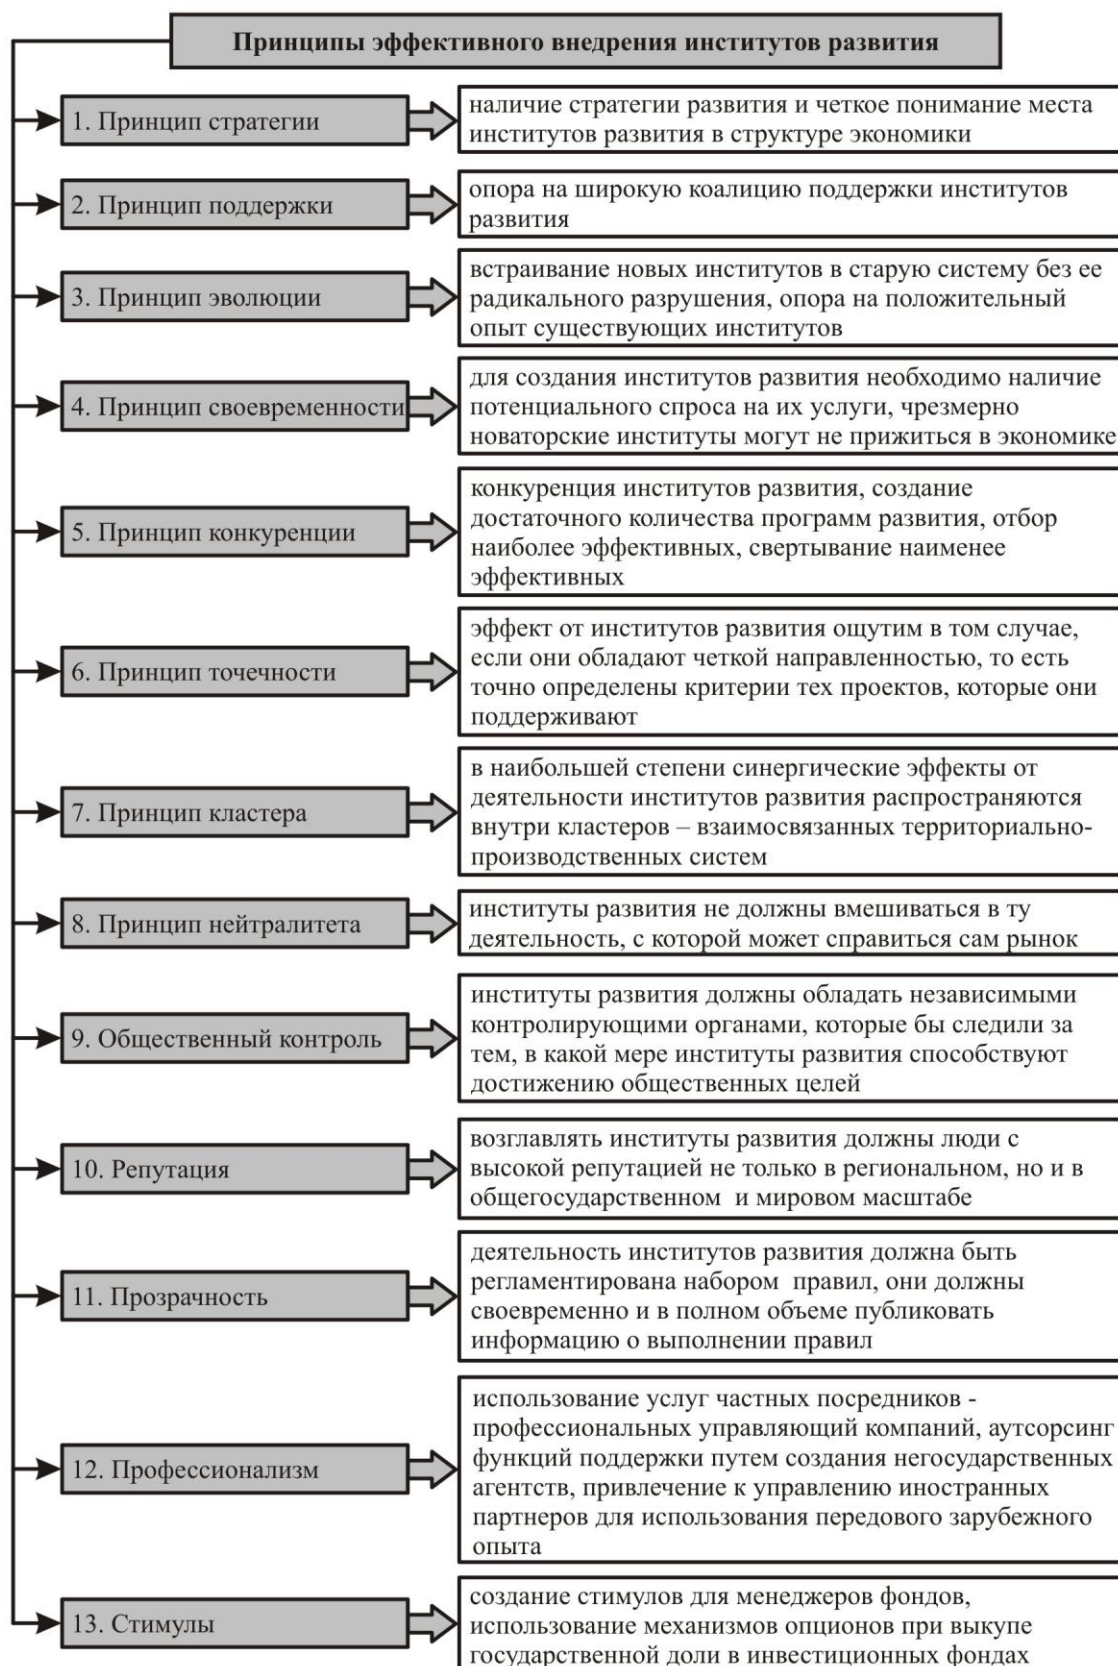 Принципы эффективного внедрения институтов развития
1. Принцип стратегии
наличие стратегии развития и четкое понимание места
институтов развития в структуре экономики
2. Принцип поддержки
опора на широкую коалицию поддержки институтов
развития
3. Принцип эволюции
встраивание новых институтов в старую систему без ее
радикального разрушения, опора на положительный
опыт существующих институтов
4. Принцип своевременности
для создания институтов развития необходимо наличие
потенциального спроса на их услуги, чрезмерно
новаторские институты могут не прижиться в экономике
5. Принцип конкуренции
конкуренция институтов развития, создание
достаточного количества программ развития, отбор
наиболее эффективных, свертывание наименее
эффективных
6. Принцип точечности
эффект от институтов развития ощутим в том случае,
если они обладают четкой направленностью, то есть
точно определены критерии тех проектов, которые они
поддерживают
7. Принцип кластера
в наибольшей степени синергические эффекты от
деятельности институтов развития распространяются
внутри кластеров – взаимосвязанных территориально-
производственных систем
8. Принцип нейтралитета
институты развития не должны вмешиваться в ту
деятельность, с которой может справиться сам рынок
9. Общественный контроль
институты развития должны обладать независимыми
контролирующими органами, которые бы следили за
тем, в какой мере институты развития способствуют
достижению общественных целей
10. Репутация
возглавлять институты развития должны люди с
высокой репутацией не только в региональном, но и в
общегосударственном и мировом масштабе
11. Прозрачность
деятельность институтов развития должна быть
регламентирована набором правил, они должны
своевременно и в полном объеме публиковать
информацию о выполнении правил
12. Профессионализм
использование услуг частных посредников -
профессиональных управляющий компаний, аутсорсинг
функций поддержки путем создания негосударственных
агентств, привлечение к управлению иностранных
партнеров для использования передового зарубежного
опыта
13. Стимулы
создание стимулов для менеджеров фондов,
использование механизмов опционов при выкупе
государственной доли в инвестиционных фондах